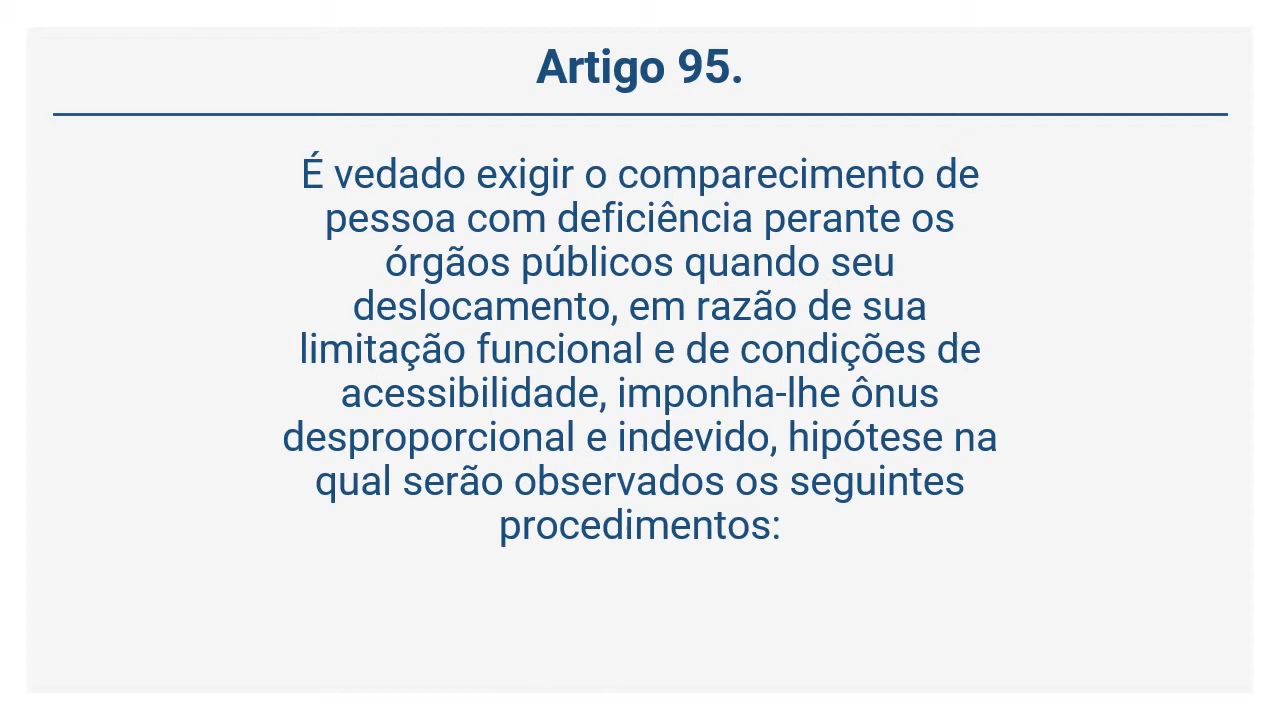 Artigo 95.
É vedado exigir o comparecimento de
pessoa com deficiência perante os
órgãos públicos quando seu
deslocamento, em razão de sua
limitação funcional e de condições de
acessibilidade, imponha-lhe ônus
desproporcional e indevido, hipótese na
qual serão observados os seguintes
procedimentos: